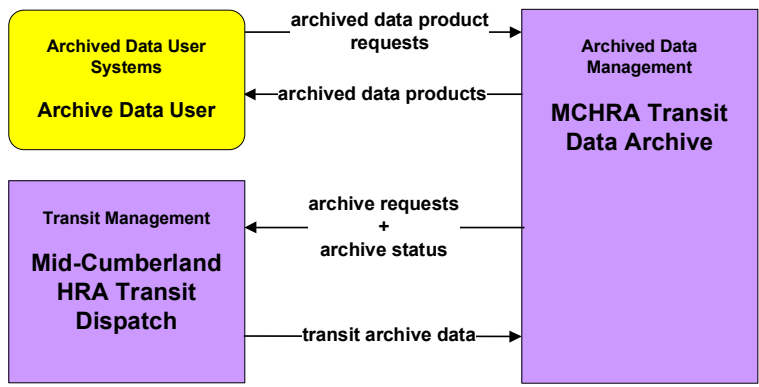 Archived Data User
Systems
Archive Data User
archived data product
requests
archived data products
Archived Data
Management
MCHRA Transit
Data Archive
Transit Management
Mid-Cumberland
HRA Transit
Dispatch
archive requests
+
archive status
transit archive data